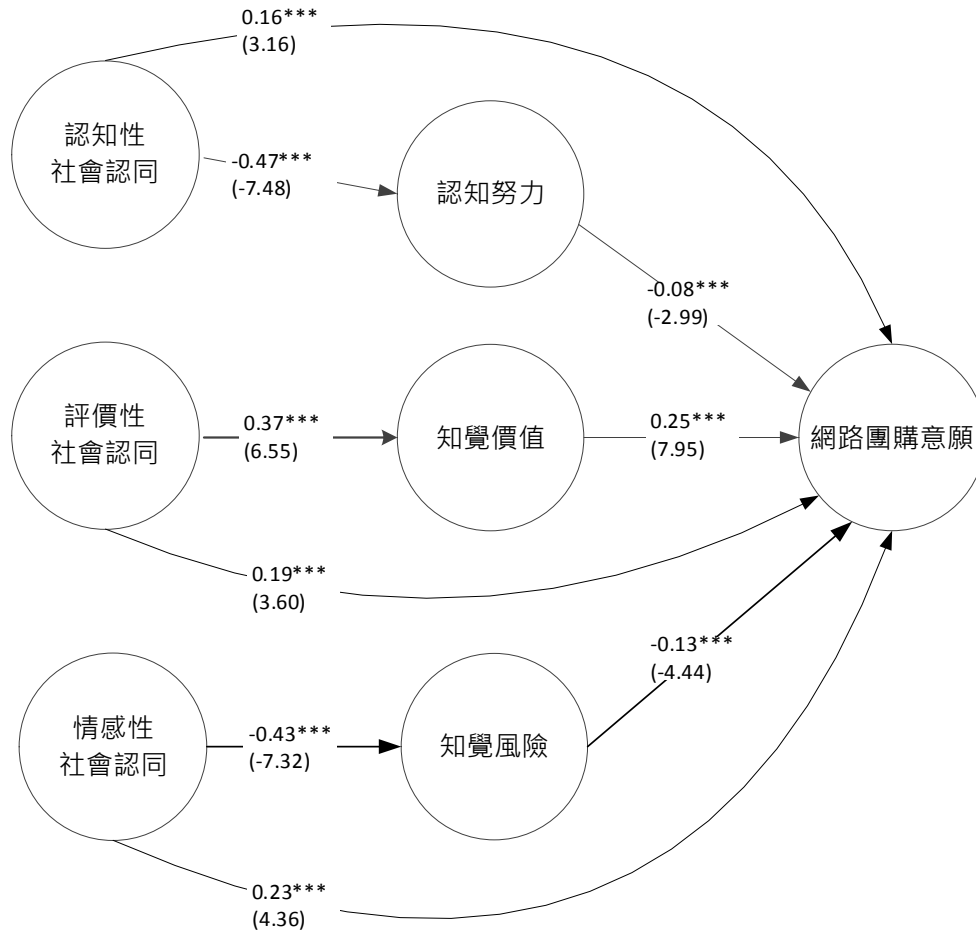 0.16***
(3.16)
認知性
社會認同
-0.47***
(-7.48)
認知努力
-0.08***
(-2.99)
評價性
社會認同
0.37***
(6.55)
知覺價值
0.25***
(7.95)
網路團購意願
0.19***
(3.60)
情感性
社會認同
-0.43***
(-7.32)
知覺風險
-0.13***
(-4.44)
0.23***
(4.36)